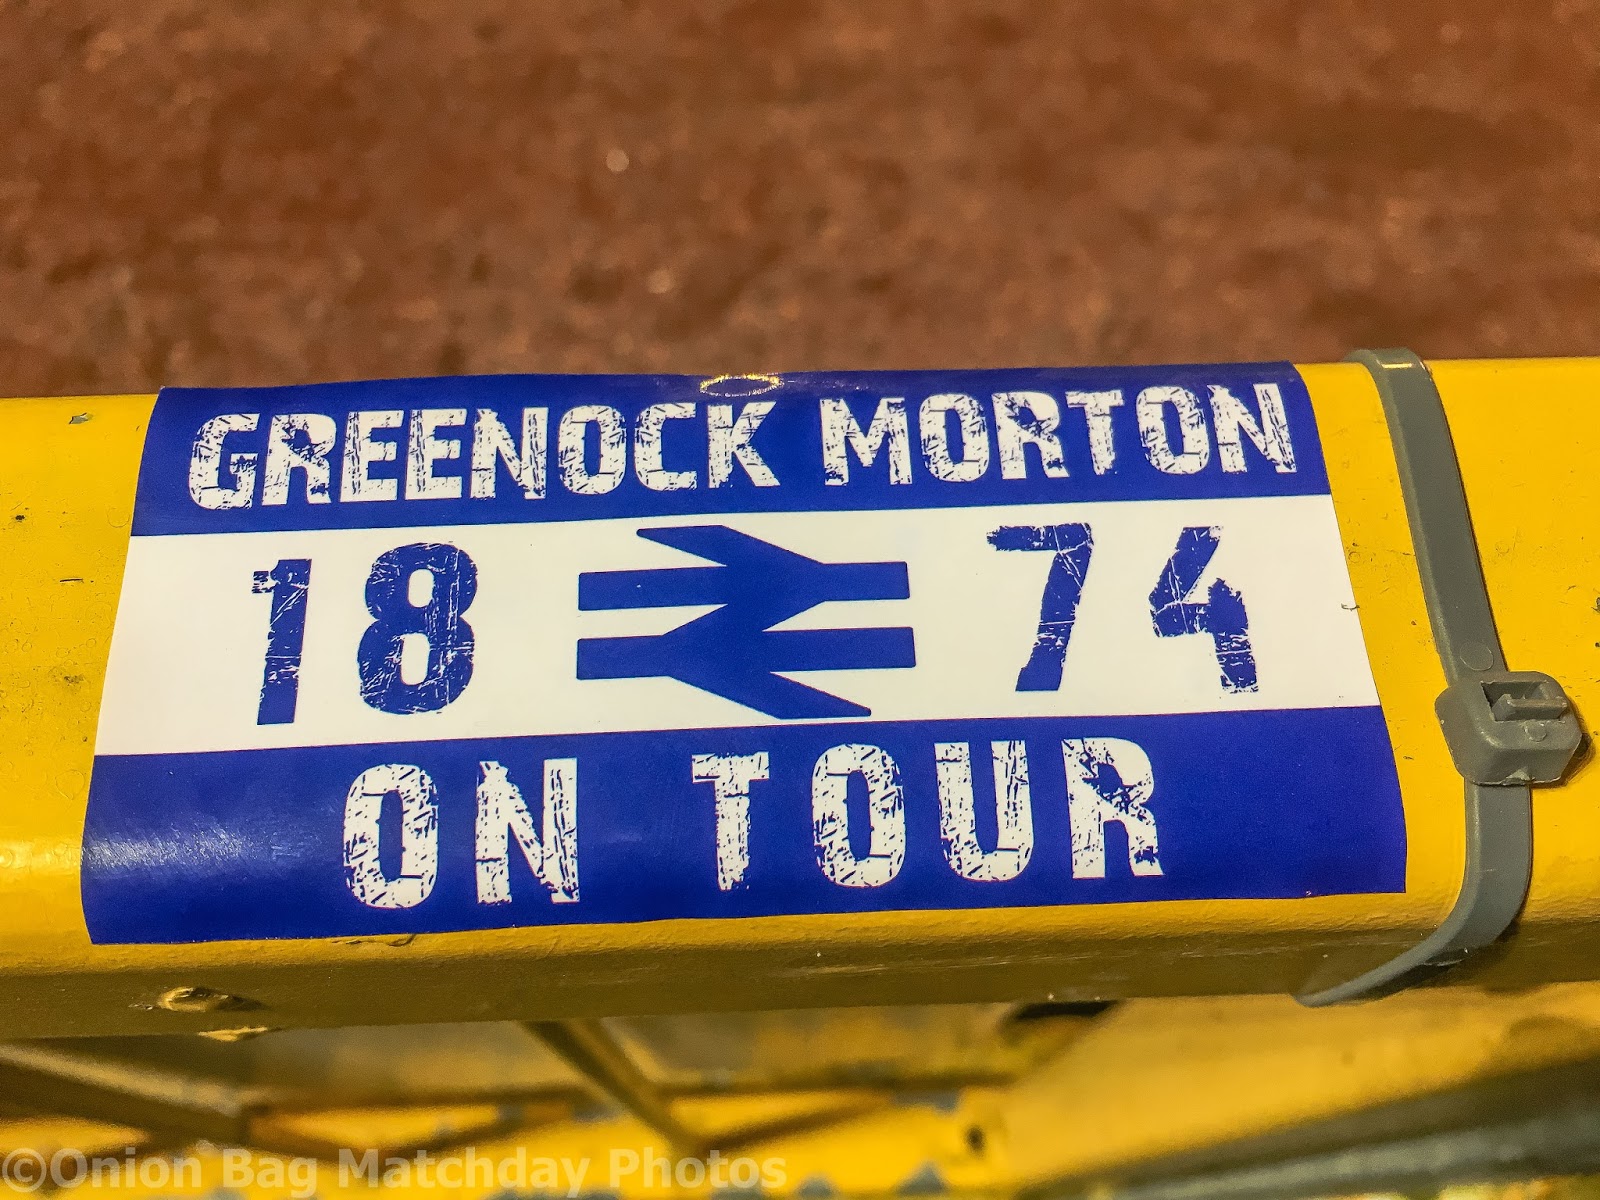 GREENOCK MORTON
18 74
ON TOUR
©Onion Bag Matchday Photos